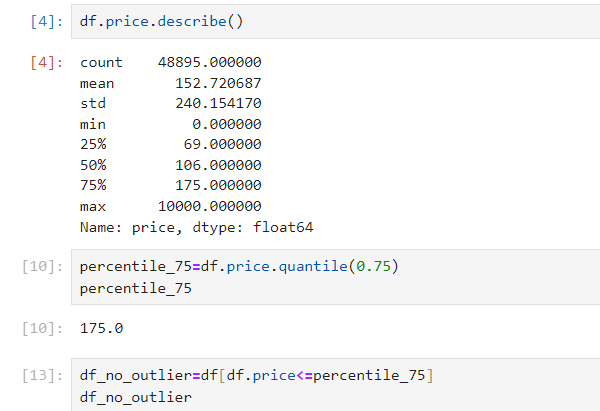 [4]: df.price.describe()
[4]: count 48895.000000
mean 152.720687
std 240.154170
min 0.000000
25% 69.000000
50% 106.000000
75% 175.000000
max 10000.000000
Name: price, dtype: float64
[10]: percentile_75=df.price.quantile(0.75)
percentile_75
[10]: 175.0
[13]: df_no_outlier=df[df.price<=percentile_75]
df_no_outlier